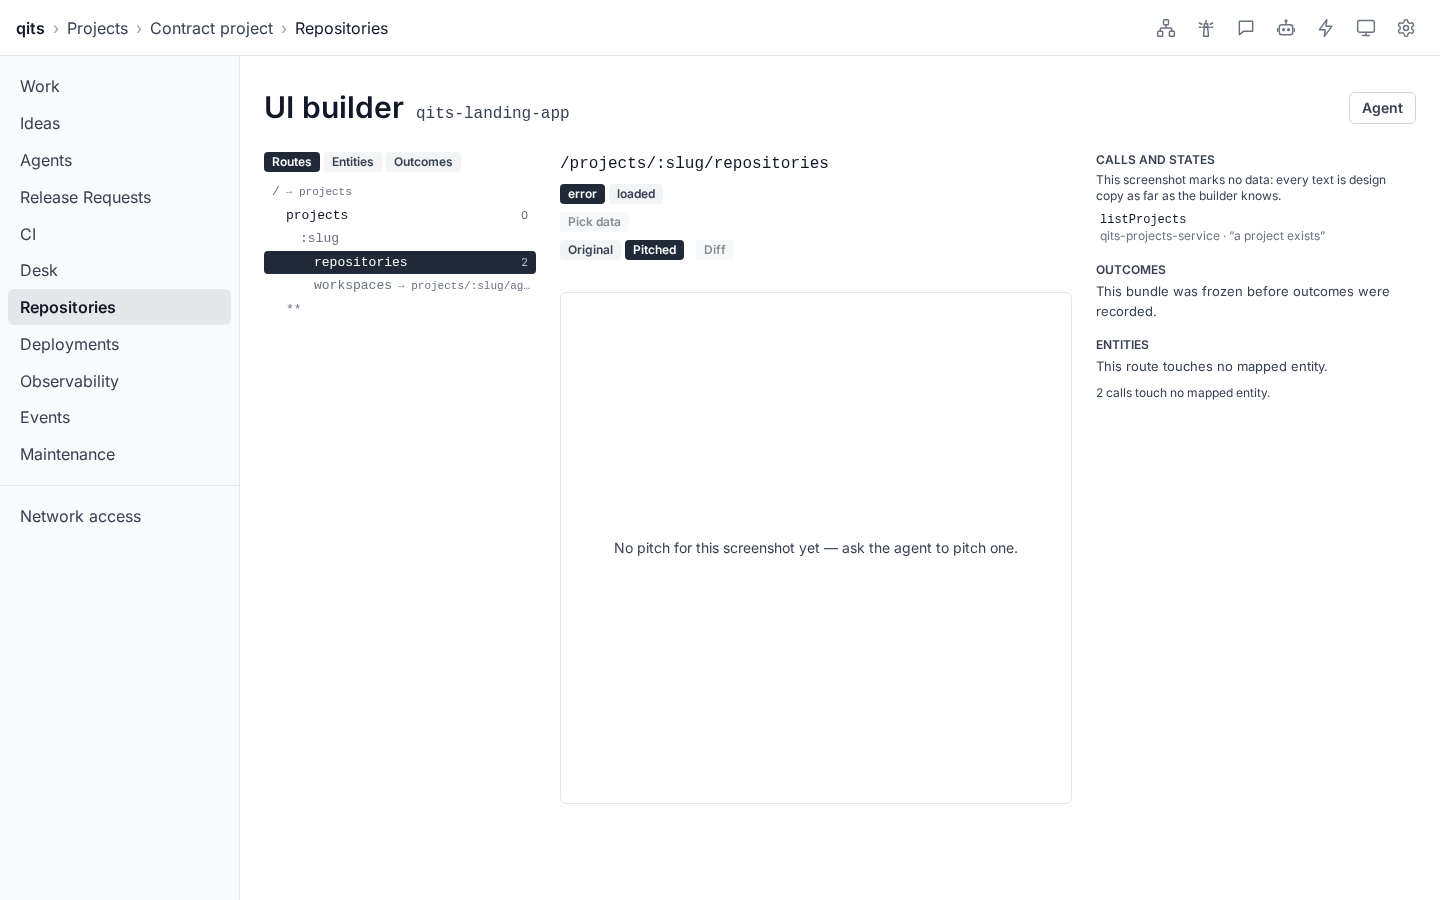 qits › Projects › Contract project › Repositories
Work
Ideas
Agents
Release Requests
CI
Desk
Repositories
Deployments
Observability
Events
Maintenance
Network access
UI builder qits-landing-app
Agent
Routes Entities Outcomes
/ → projects
projects 0
:slug
repositories 2
workspaces → projects/:slug/ag…
**
/projects/:slug/repositories
error loaded
Pick data
Original Pitched Diff
No pitch for this screenshot yet — ask the agent to pitch one.
CALLS AND STATES
This screenshot marks no data: every text is design
copy as far as the builder knows.
listProjects
qits-projects-service · “a project exists”
OUTCOMES
This bundle was frozen before outcomes were
recorded.
ENTITIES
This route touches no mapped entity.
2 calls touch no mapped entity.